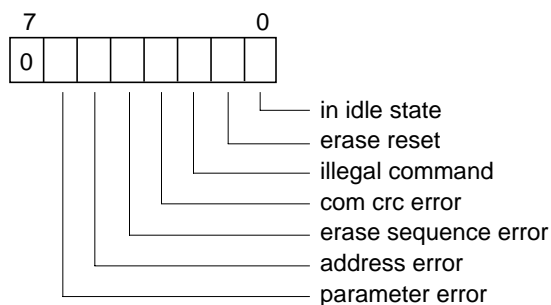 7 0
0
in idle state
erase reset
illegal command
com crc error
erase sequence error
address error
parameter error